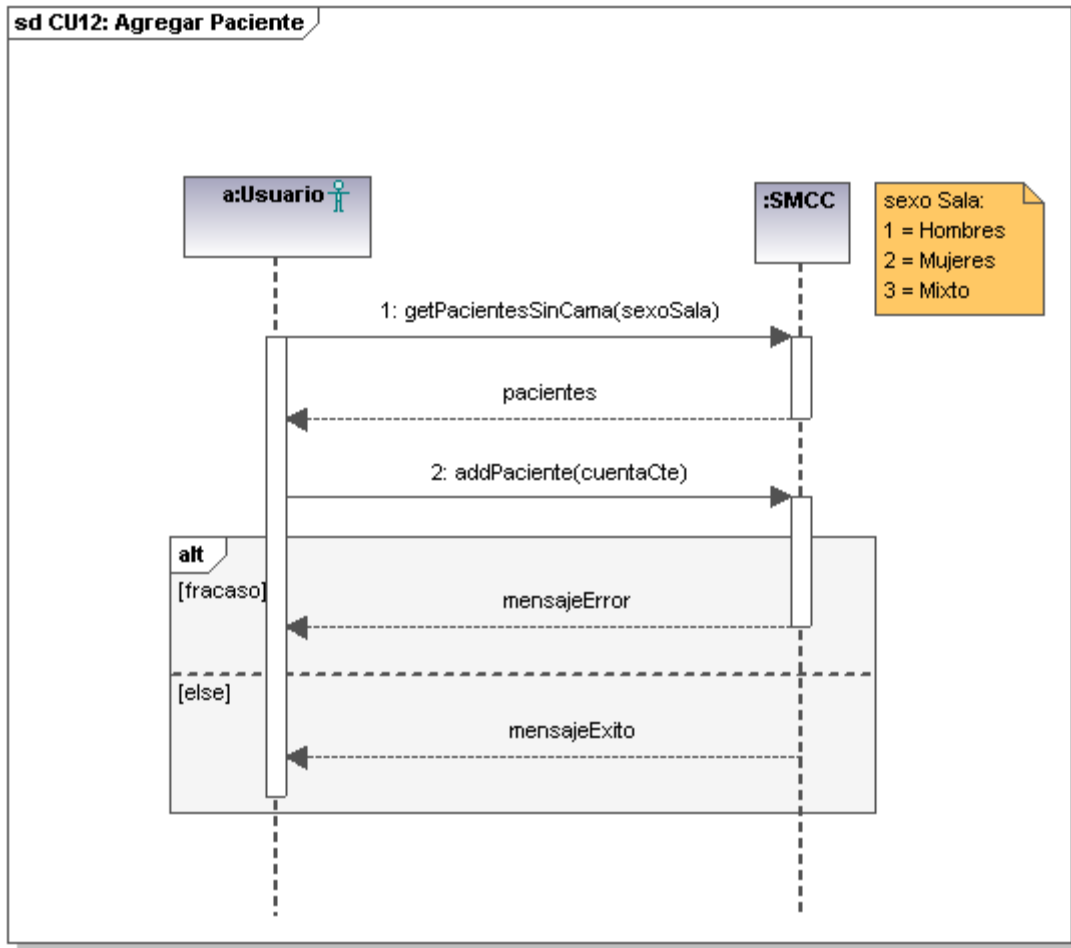 sd CU12: Agregar Paciente
a:Usuario
:SMCC
sexo Sala:
1 = Hombres
2 = Mujeres
3 = Mixto
1: getPacientesSinCama(sexoSala)
pacientes
2: addPaciente(cuentaCte)
alt
[fracaso]
mensajeError
[else]
mensajeExito